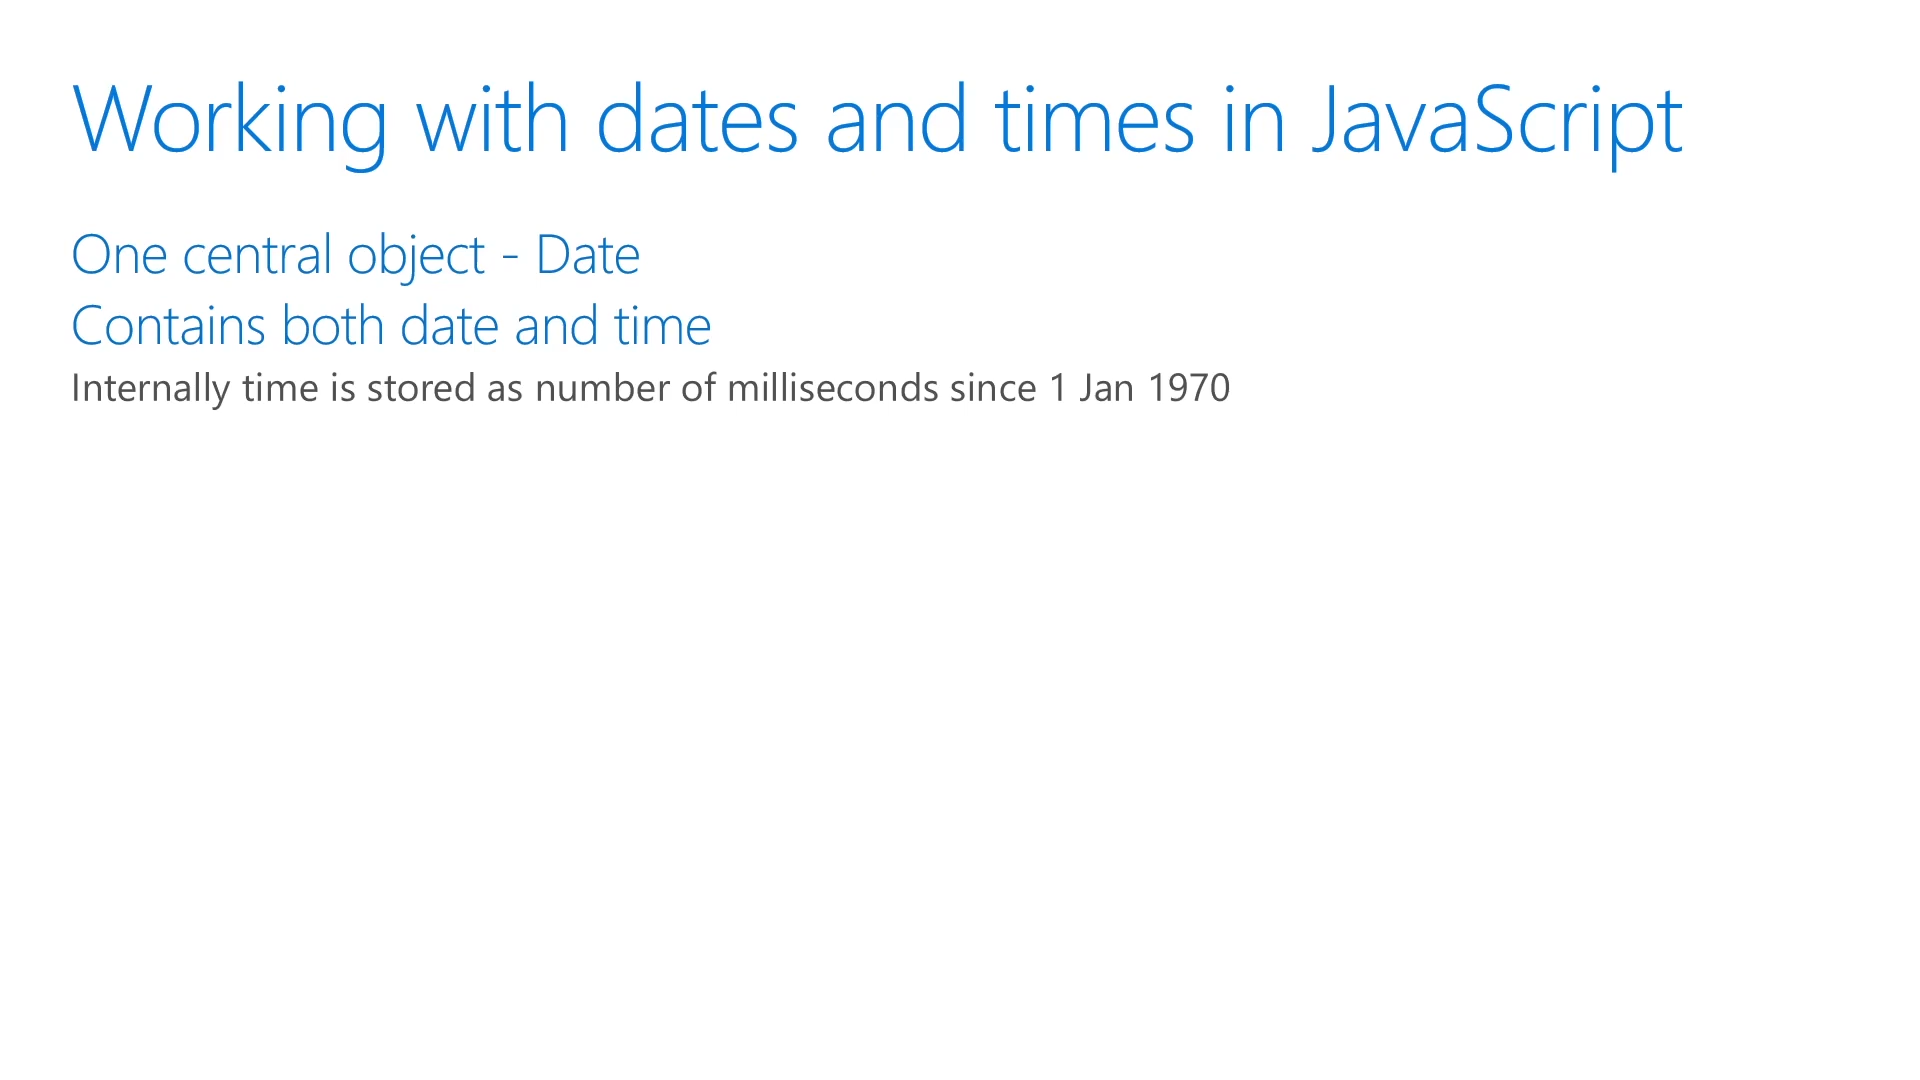 Working with dates and times in JavaScript
One central object - Date
Contains both date and time
Internally time is stored as number of milliseconds since 1 Jan 1970